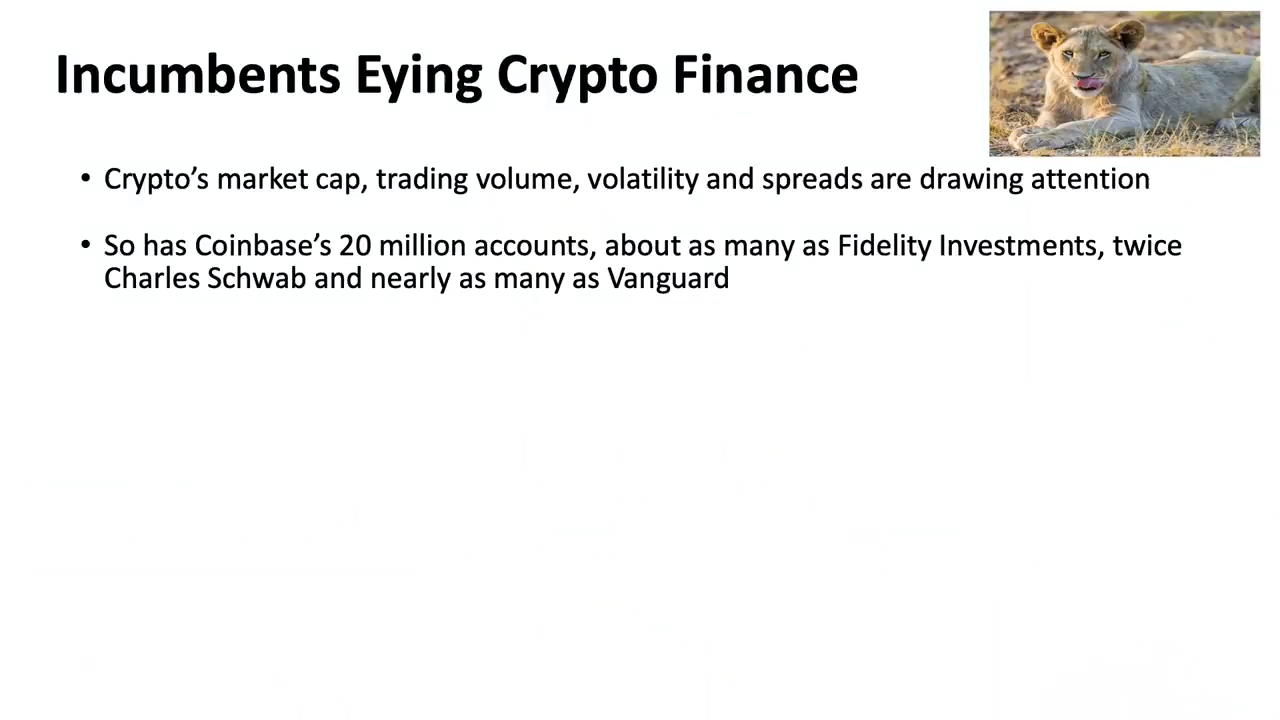 Incumbents Eying Crypto Finance
• Crypto’s market cap, trading volume, volatility and spreads are drawing attention
• So has Coinbase’s 20 million accounts, about as many as Fidelity Investments, twice
Charles Schwab and nearly as many as Vanguard